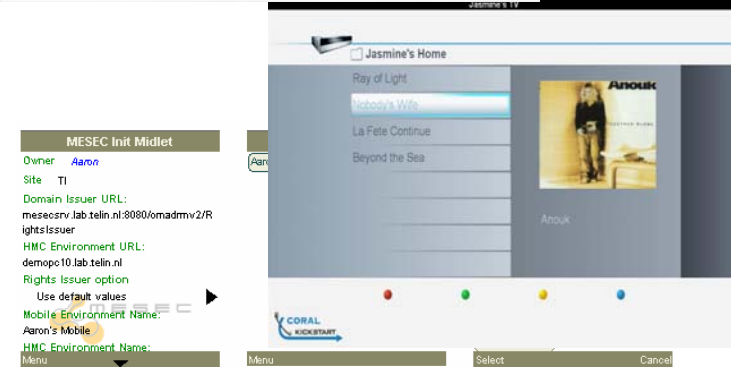 Jasmine's TV
Jasmine's Home
Ray of Light
Nobody's Wife
La Fete Continue
Beyond the Sea
Anouk
TOGETHER ALONE
Anouk
CORAL
KICKSTART
MESEC Init Midlet
Owner Aaron
Site TI
Domain Issuer URL:
mesecsrv.lab.telin.nl:8080/omadrmv2/R
ightsIssuer
HMC Environment URL:
demopc10.lab.telin.nl
Rights Issuer option
Use default values
MESEC
Mobile Environment Name:
Aaron's Mobile
HMC Environment Name:
Menu
Menu
Select
Cancel